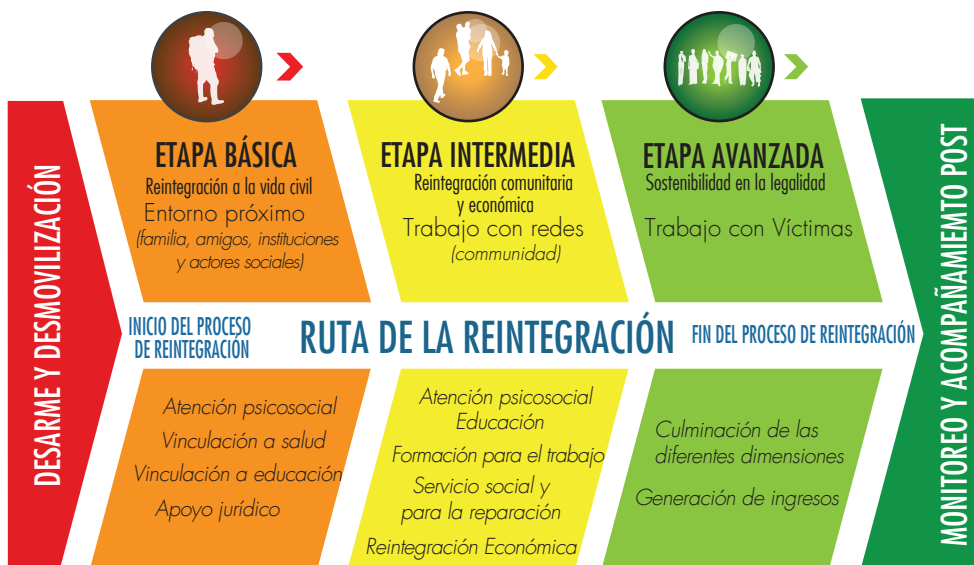 DESARME Y DESMOVILIZACIÓN
ETAPA BÁSICA
Reintegración a la vida civil
Entorno próximo
(familia, amigos, instituciones
y actores sociales)
ETAPA INTERMEDIA
Reintegración comunitaria
y económica
Trabajo con redes
(communidad)
ETAPA AVANZADA
Sostenibilidad en la legalidad
Trabajo con Víctimas
INICIO DEL PROCESO
DE REINTEGRACIÓN
RUTA DE LA REINTEGRACIÓN
FIN DEL PROCESO DE REINTEGRACIÓN
Atención psicosocial
Vinculación a salud
Vinculación a educación
Apoyo jurídico
Atención psicosocial
Educación
Formación para el trabajo
Servicio social y
para la reparación
Reintegración Económica
Culminación de las
diferentes dimensiones
Generación de ingresos
MONITOREO Y ACOMPAÑAMIEMTO POST